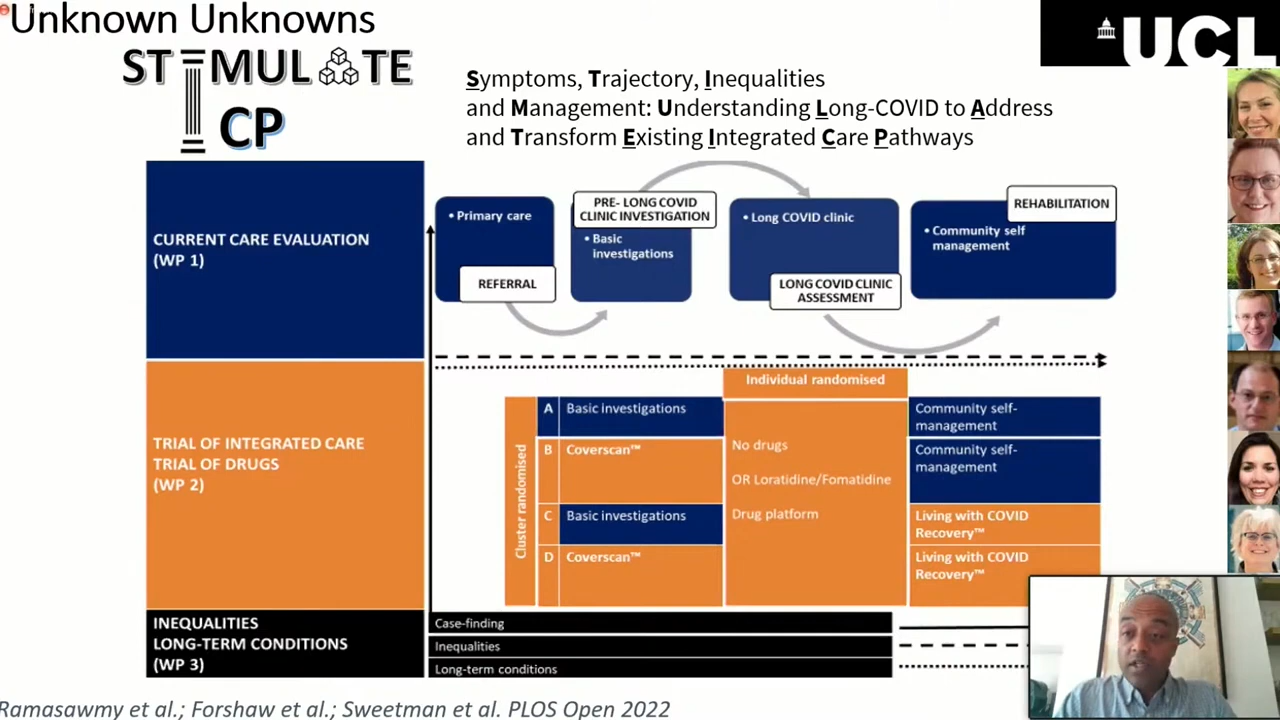 Unknown Unknowns
STIMULATE
CP
UCL
Symptoms, Trajectory, Inequalities
and Management: Understanding Long-COVID to Address
and Transform Existing Integrated Care Pathways
CURRENT CARE EVALUATION
(WP 1)
• Primary care
REFERRAL
PRE- LONG COVID
CLINIC INVESTIGATION
• Basic
investigations
• Long COVID clinic
LONG COVID CLINIC
ASSESSMENT
REHABILITATION
• Community self
management
TRIAL OF INTEGRATED CARE
TRIAL OF DRUGS
(WP 2)
Cluster randomised
Individual randomised
A Basic investigations
B Coverscan™
C Basic investigations
D Coverscan™
No drugs
OR Loratidine/Fomatidine
Drug platform
Community self-
management
Community self-
management
Living with COVID
Recovery™
Living with COVID
Recovery™
INEQUALITIES
LONG-TERM CONDITIONS
(WP 3)
Case-finding
Inequalities
Long-term conditions
Ramasawmy et al.; Forshaw et al.; Sweetman et al. PLOS Open 2022